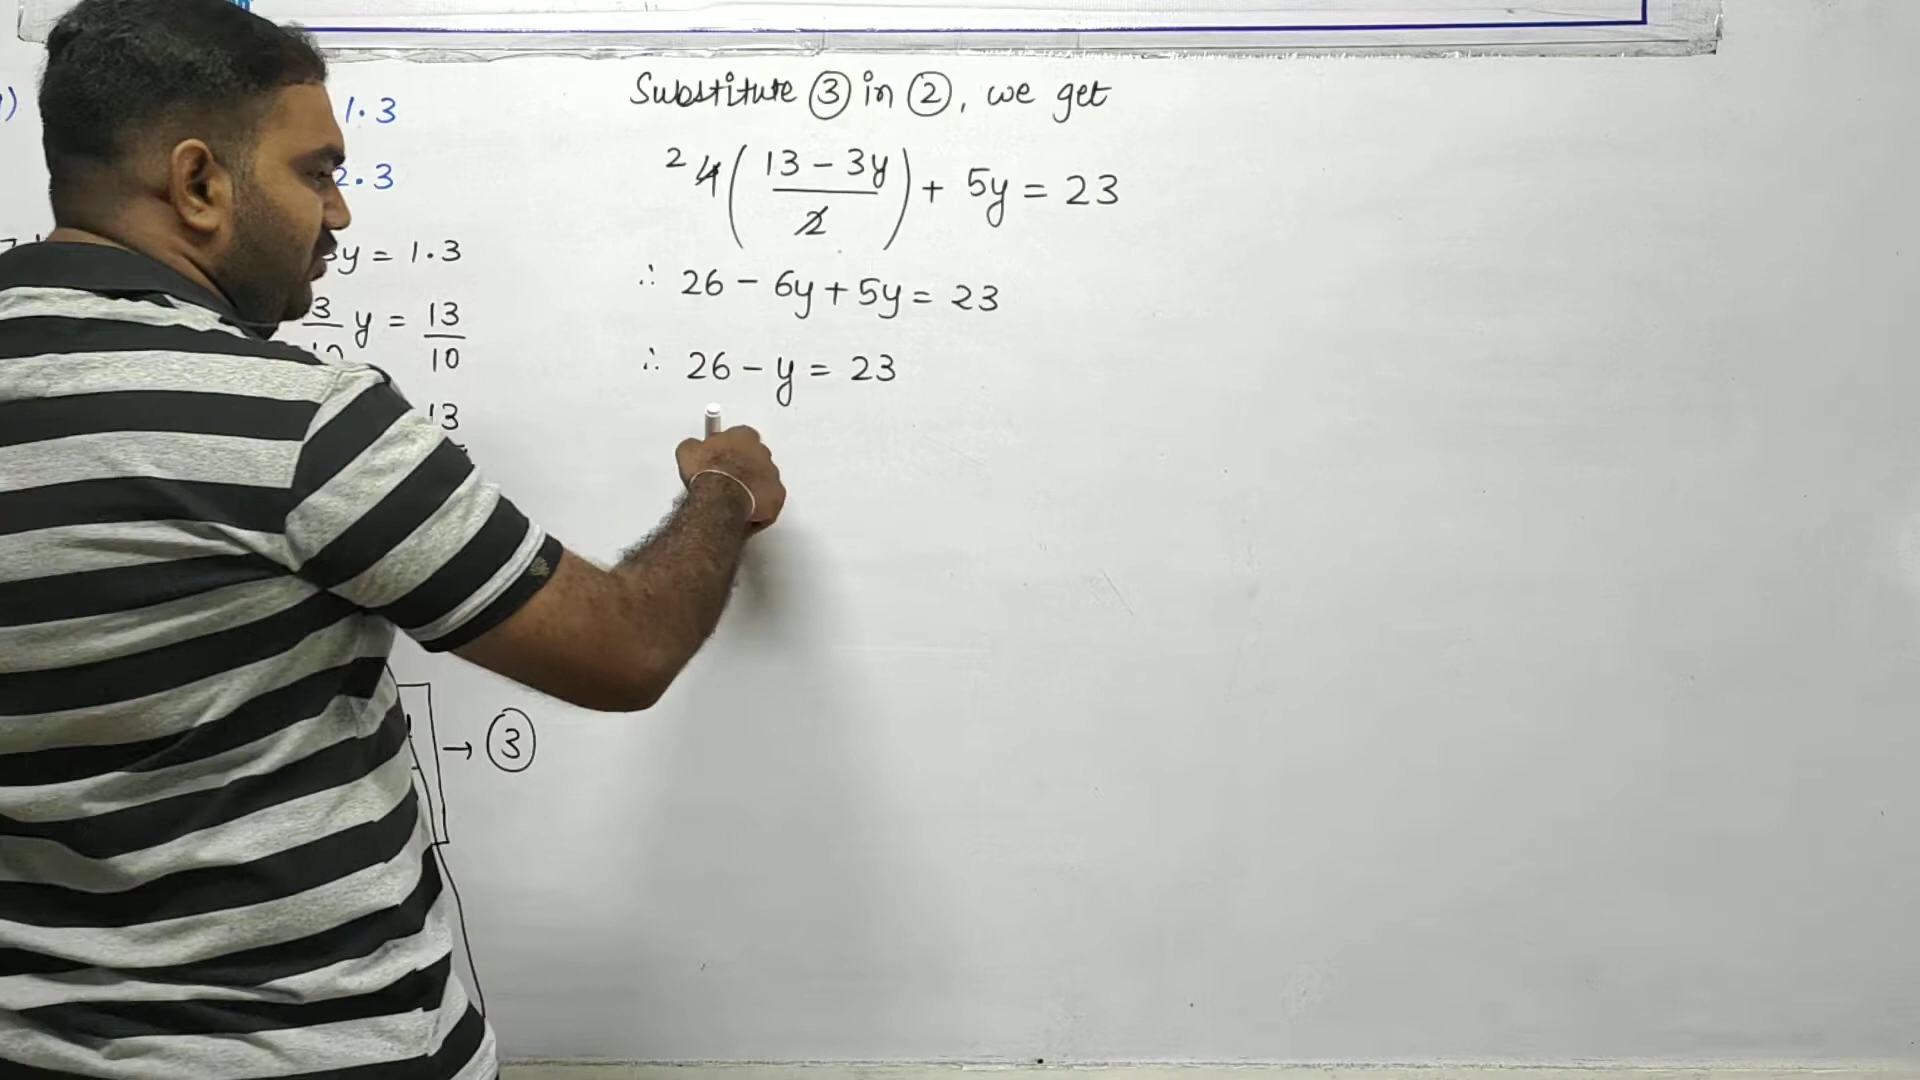 1.3
2.3
3y = 1.3
3/10 y = 13/10
13
→ ③
Substitute ③ in ②, we get
2 4(13 - 3y / 2) + 5y = 23
∴ 26 - 6y + 5y = 23
∴ 26 - y = 23